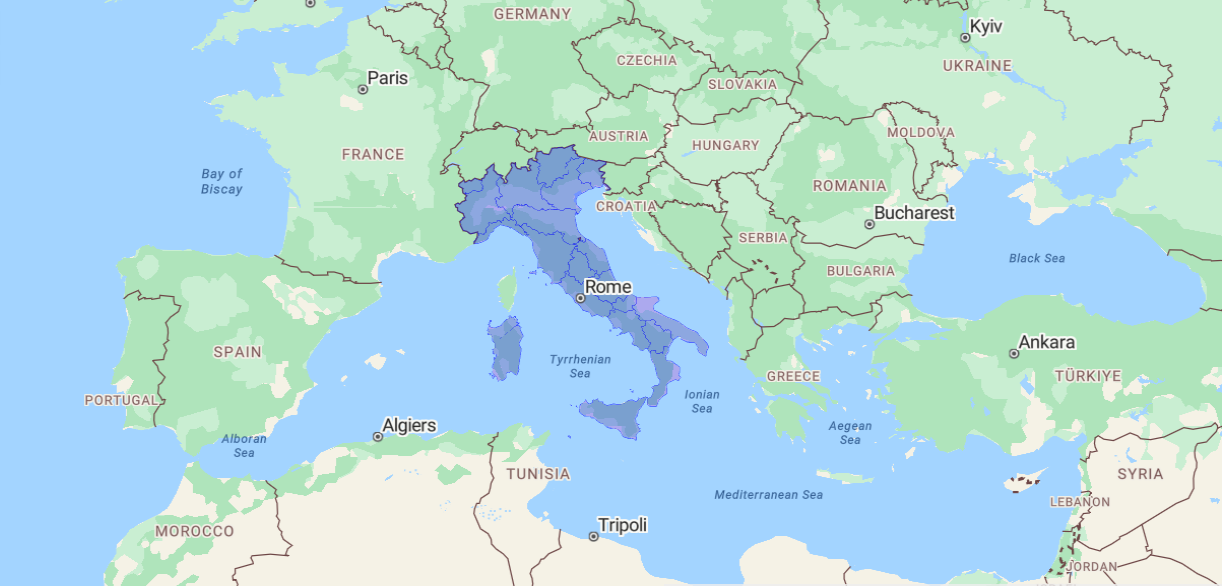 GERMANY
Kyiv
CZECHIA
UKRAINE
Paris
SLOVAKIA
AUSTRIA
MOLDOVA
HUNGARY
FRANCE
Bay of
Biscay
ROMANIA
CROATIA
Bucharest
SERBIA
Black Sea
BULGARIA
Rome
Ankara
SPAIN
Tyrrhenian
Sea
GREECE
TÜRKIYE
PORTUGAL
Ionian
Sea
Algiers
Aegean
Sea
Alboran
Sea
TUNISIA
SYRIA
Mediterranean Sea
LEBANON
MOROCCO
Tripoli
JORDAN